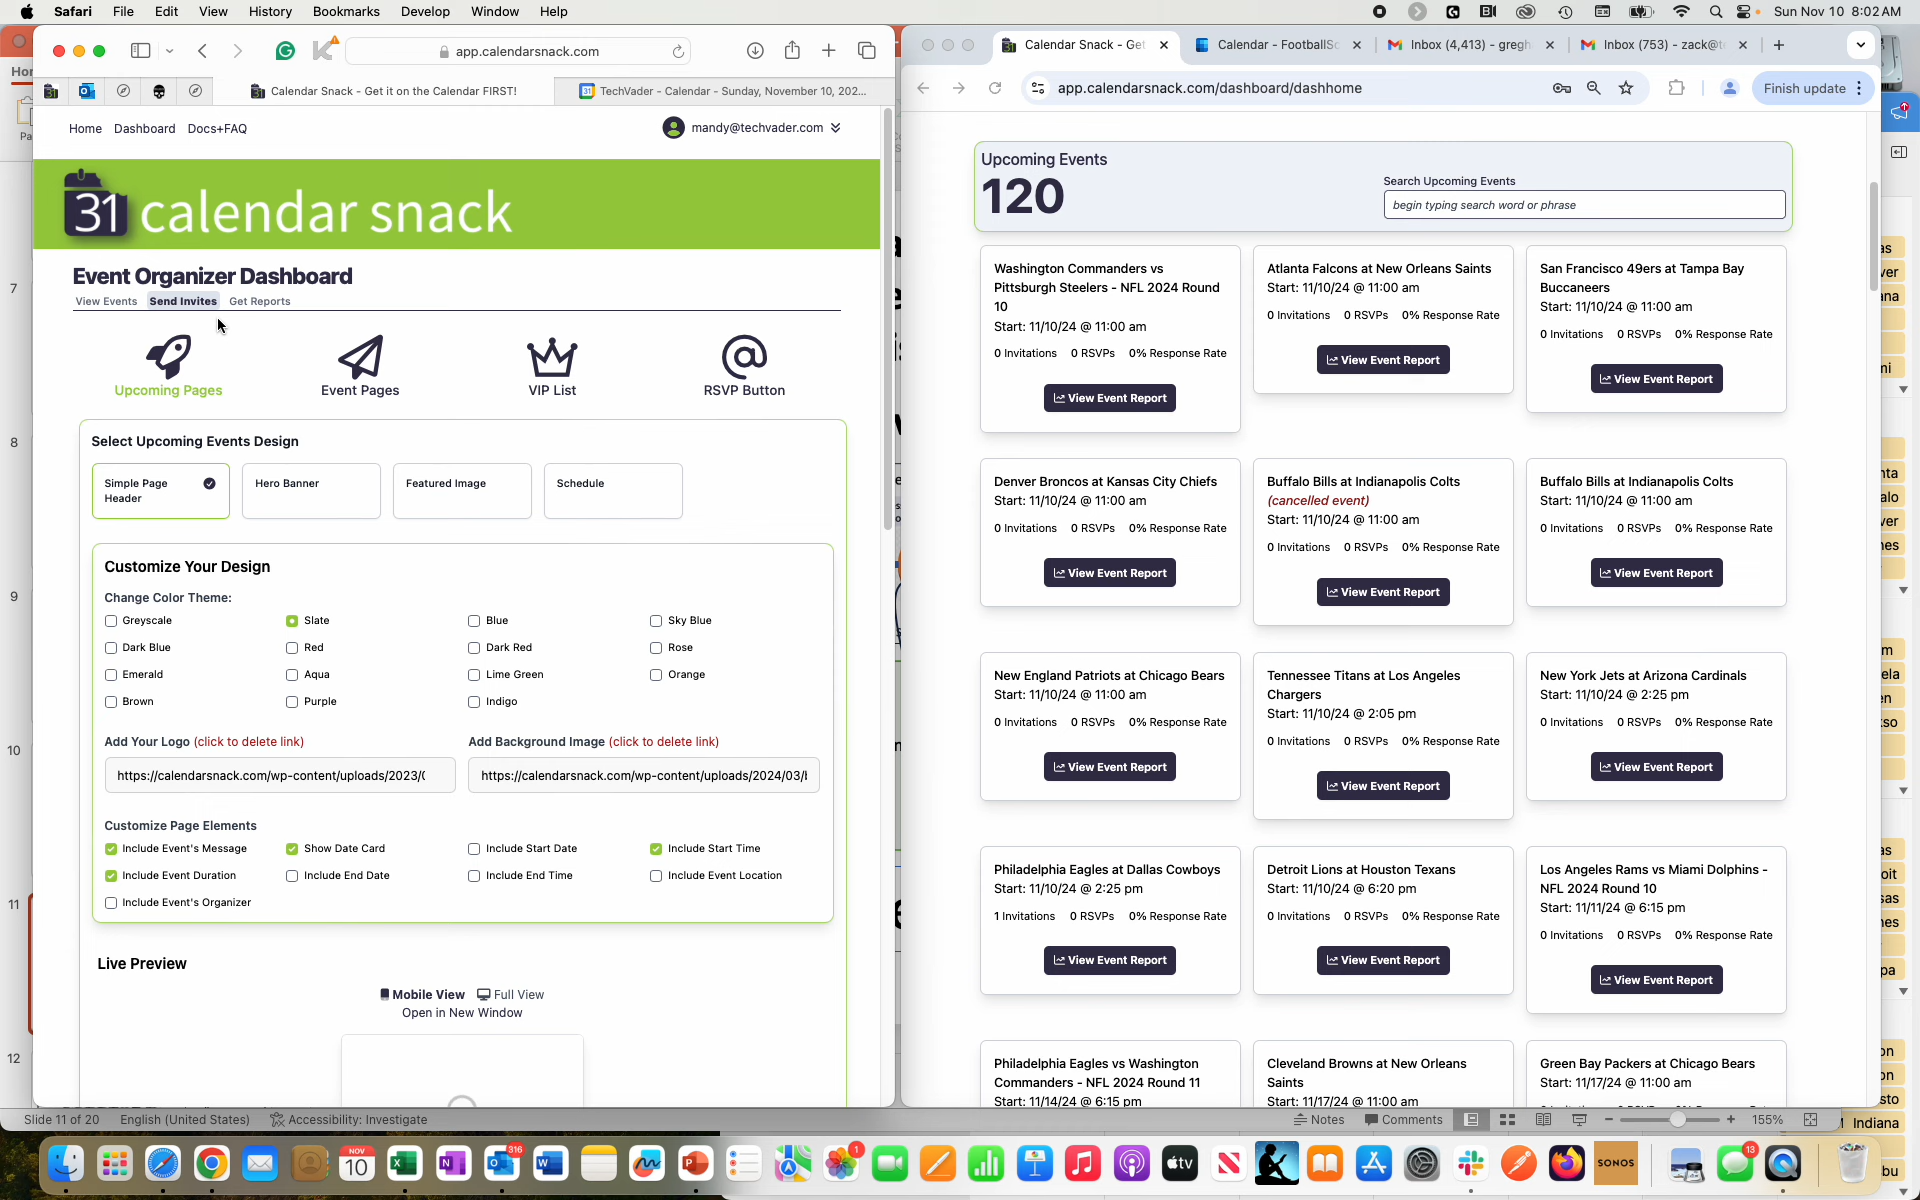 Safari File Edit View History Bookmarks Develop Window Help
Sun Nov 10 8:02 AM
app.calendarsnack.com
Calendar Snack - Get it on the Calendar FIRST!
TechVader - Calendar - Sunday, November 10, 202...
Home Dashboard Docs+FAQ
mandy@techvader.com
31 calendar snack
Event Organizer Dashboard
View Events Send Invites Get Reports
Upcoming Pages Event Pages VIP List RSVP Button
Select Upcoming Events Design
Simple Page Header
Hero Banner
Featured Image
Schedule
Customize Your Design
Change Color Theme:
Greyscale Slate Blue Sky Blue
Dark Blue Red Dark Red Rose
Emerald Aqua Lime Green Orange
Brown Purple Indigo
Add Your Logo (click to delete link)
Add Background Image (click to delete link)
https://calendarsnack.com/wp-content/uploads/2023/(
https://calendarsnack.com/wp-content/uploads/2024/03/
Customize Page Elements
Include Event's Message Show Date Card Include Start Date Include Start Time
Include Event Duration Include End Date Include End Time Include Event Location
Include Event's Organizer
Live Preview
Mobile View Full View
Open in New Window
Calendar Snack - Get
Calendar - FootballSc
Inbox (4,413) - gregh
Inbox (753) - zack@t
app.calendarsnack.com/dashboard/dashhome
Finish update
Upcoming Events
120
Search Upcoming Events
begin typing search word or phrase
Washington Commanders vs
Pittsburgh Steelers - NFL 2024 Round
10
Start: 11/10/24 @ 11:00 am
0 Invitations 0 RSVPs 0% Response Rate
View Event Report
Atlanta Falcons at New Orleans Saints
Start: 11/10/24 @ 11:00 am
0 Invitations 0 RSVPs 0% Response Rate
View Event Report
San Francisco 49ers at Tampa Bay
Buccaneers
Start: 11/10/24 @ 11:00 am
0 Invitations 0 RSVPs 0% Response Rate
View Event Report
Denver Broncos at Kansas City Chiefs
Start: 11/10/24 @ 11:00 am
0 Invitations 0 RSVPs 0% Response Rate
View Event Report
Buffalo Bills at Indianapolis Colts
(cancelled event)
Start: 11/10/24 @ 11:00 am
0 Invitations 0 RSVPs 0% Response Rate
View Event Report
Buffalo Bills at Indianapolis Colts
Start: 11/10/24 @ 11:00 am
0 Invitations 0 RSVPs 0% Response Rate
View Event Report
New England Patriots at Chicago Bears
Start: 11/10/24 @ 11:00 am
0 Invitations 0 RSVPs 0% Response Rate
View Event Report
Tennessee Titans at Los Angeles
Chargers
Start: 11/10/24 @ 2:05 pm
0 Invitations 0 RSVPs 0% Response Rate
View Event Report
New York Jets at Arizona Cardinals
Start: 11/10/24 @ 2:25 pm
0 Invitations 0 RSVPs 0% Response Rate
View Event Report
Philadelphia Eagles at Dallas Cowboys
Start: 11/10/24 @ 2:25 pm
1 Invitations 0 RSVPs 0% Response Rate
View Event Report
Detroit Lions at Houston Texans
Start: 11/10/24 @ 6:20 pm
0 Invitations 0 RSVPs 0% Response Rate
View Event Report
Los Angeles Rams vs Miami Dolphins -
NFL 2024 Round 10
Start: 11/11/24 @ 6:15 pm
0 Invitations 0 RSVPs 0% Response Rate
View Event Report
Philadelphia Eagles vs Washington
Commanders - NFL 2024 Round 11
Start: 11/14/24 @ 6:15 pm
Cleveland Browns at New Orleans
Saints
Start: 11/17/24 @ 11:00 am
Green Bay Packers at Chicago Bears
Start: 11/17/24 @ 11:00 am
7
8
9
10
11
12
Slide 11 of 20 English (United States) Accessibility: Investigate
Notes Comments 155%
Indiana
NOV
10
316
1
tv
SONOS
13